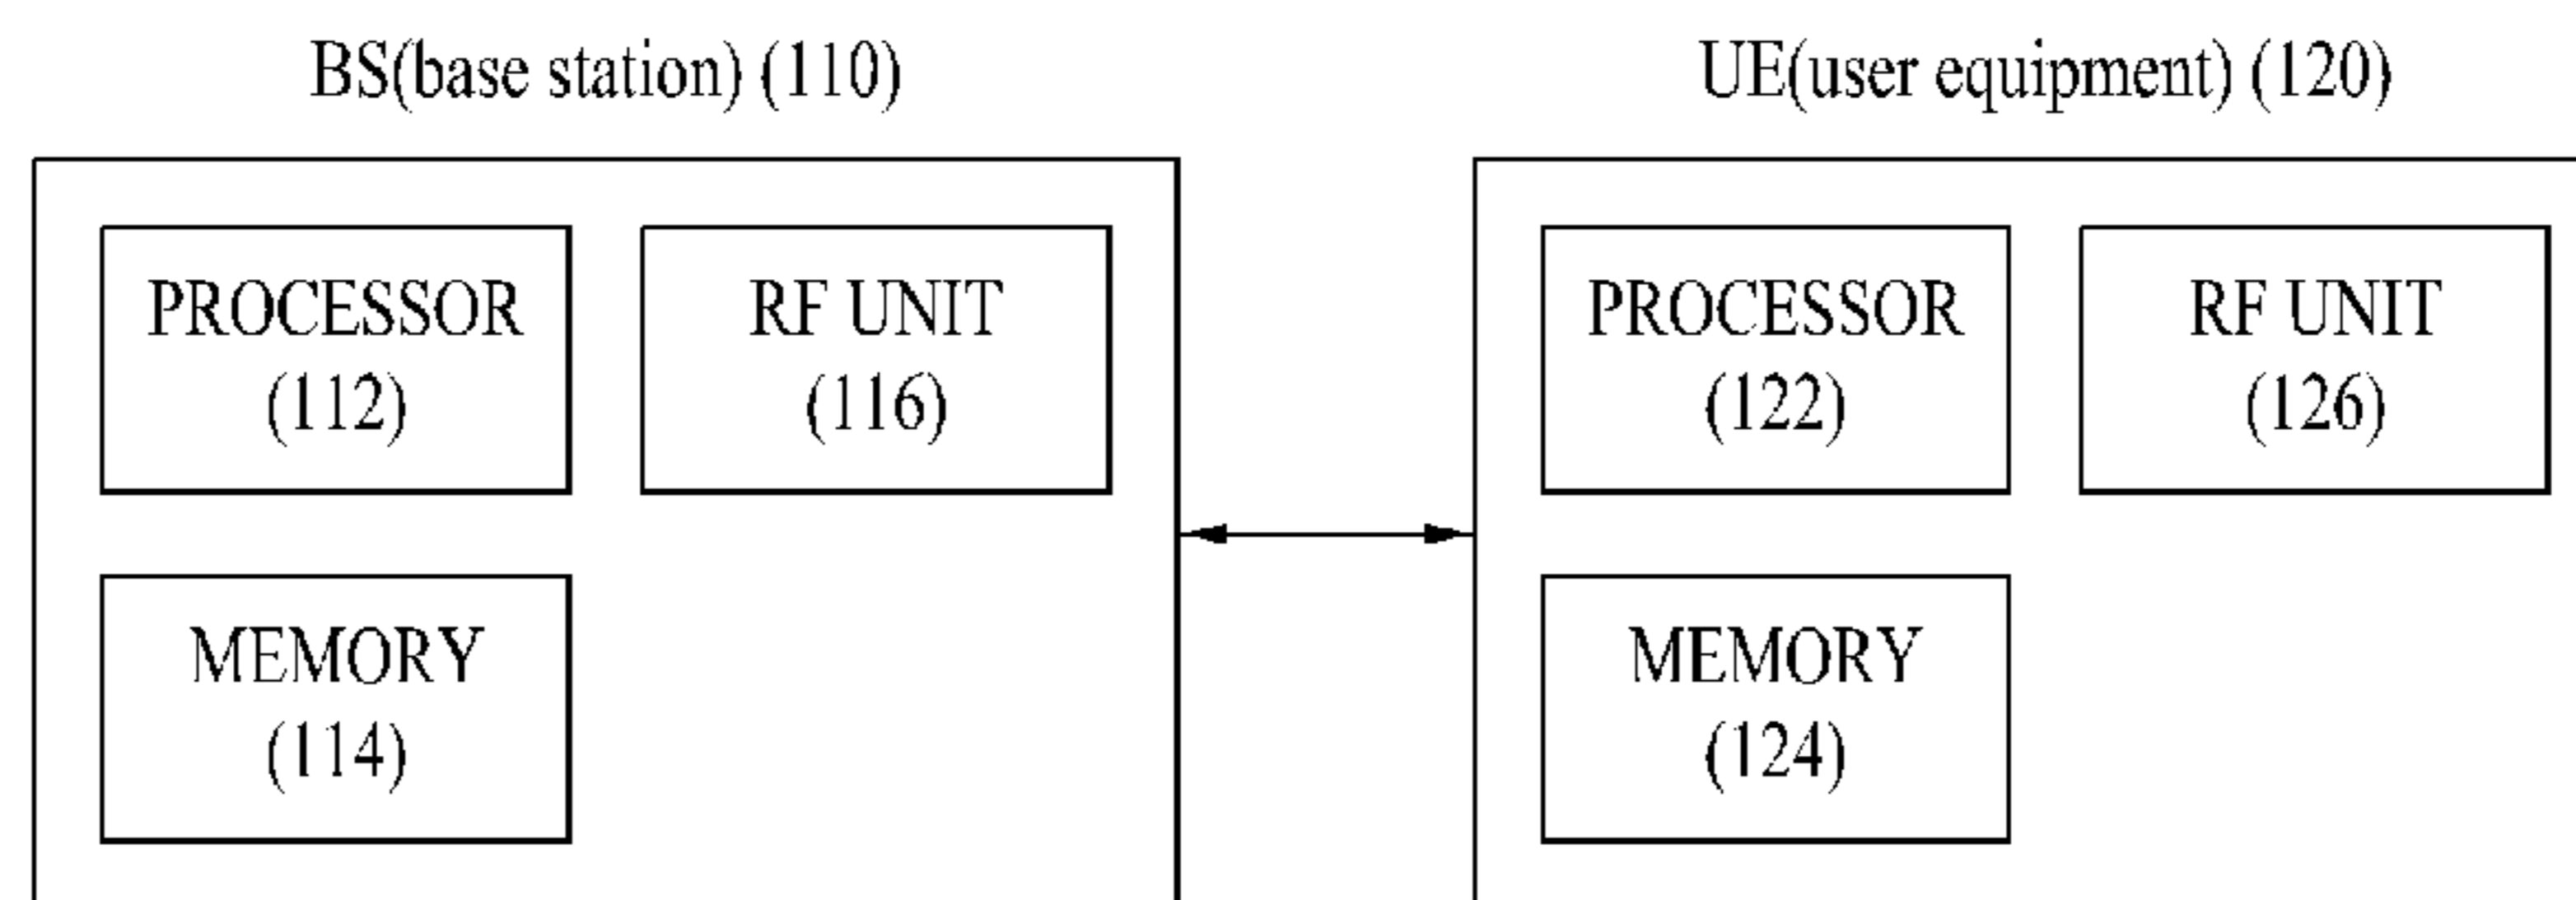 BS(base station) (110)
UE(user equipment) (120)
PROCESSOR
(112)
RF UNIT
(116)
MEMORY
(114)
PROCESSOR
(122)
RF UNIT
(126)
MEMORY
(124)